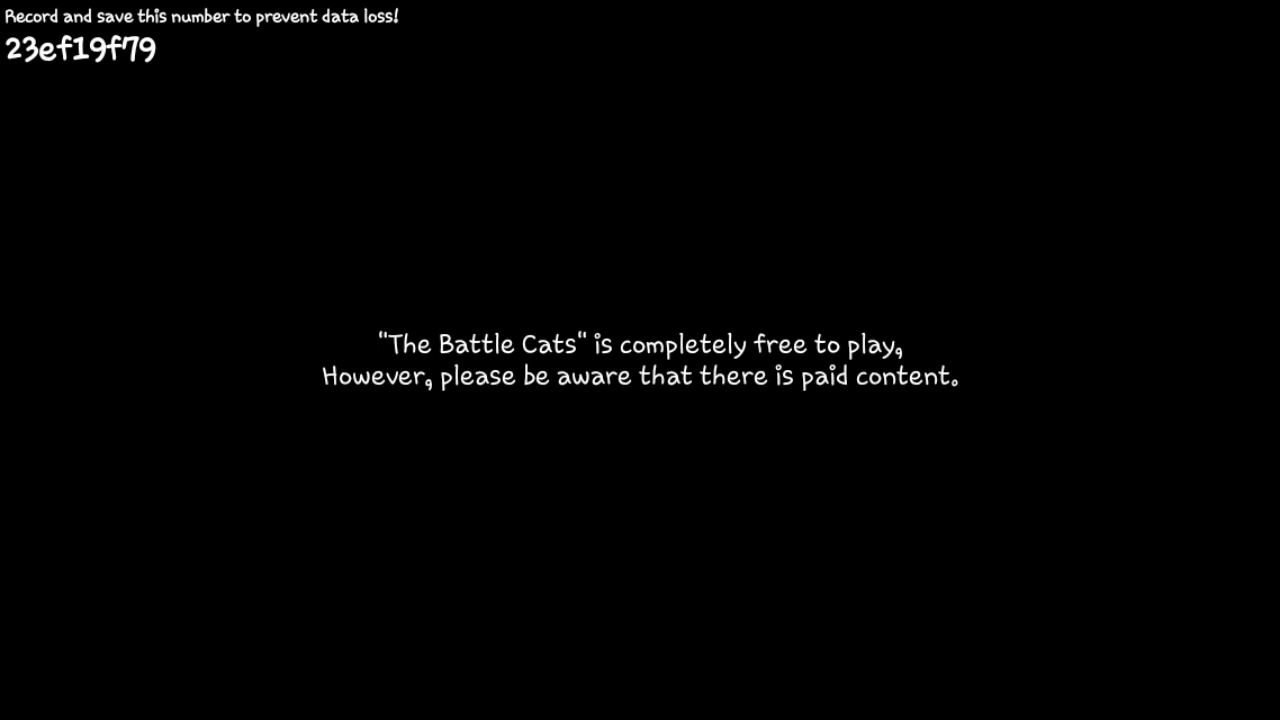 Record and save this number to prevent data loss!
23ef19f79
"The Battle Cats" is completely free to play,
However, please be aware that there is paid content.